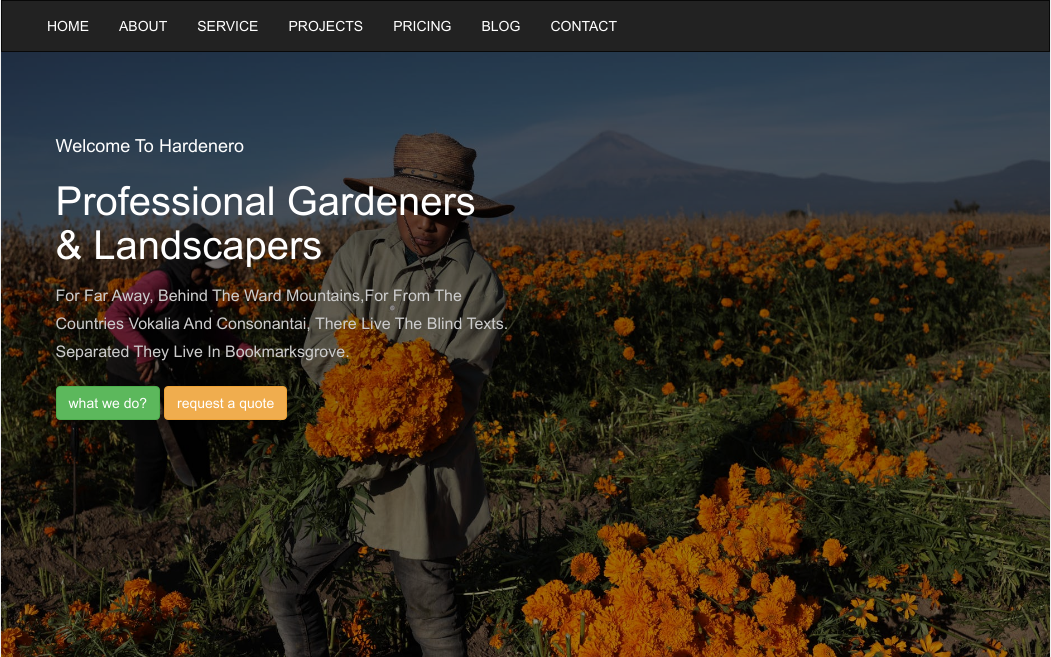 HOME ABOUT SERVICE PROJECTS PRICING BLOG CONTACT
Welcome To Hardenero
Professional Gardeners
& Landscapers
For Far Away, Behind The Ward Mountains,For From The
Countries Vokalia And Consonantai, There Live The Blind Texts.
Separated They Live In Bookmarksgrove.
what we do? request a quote